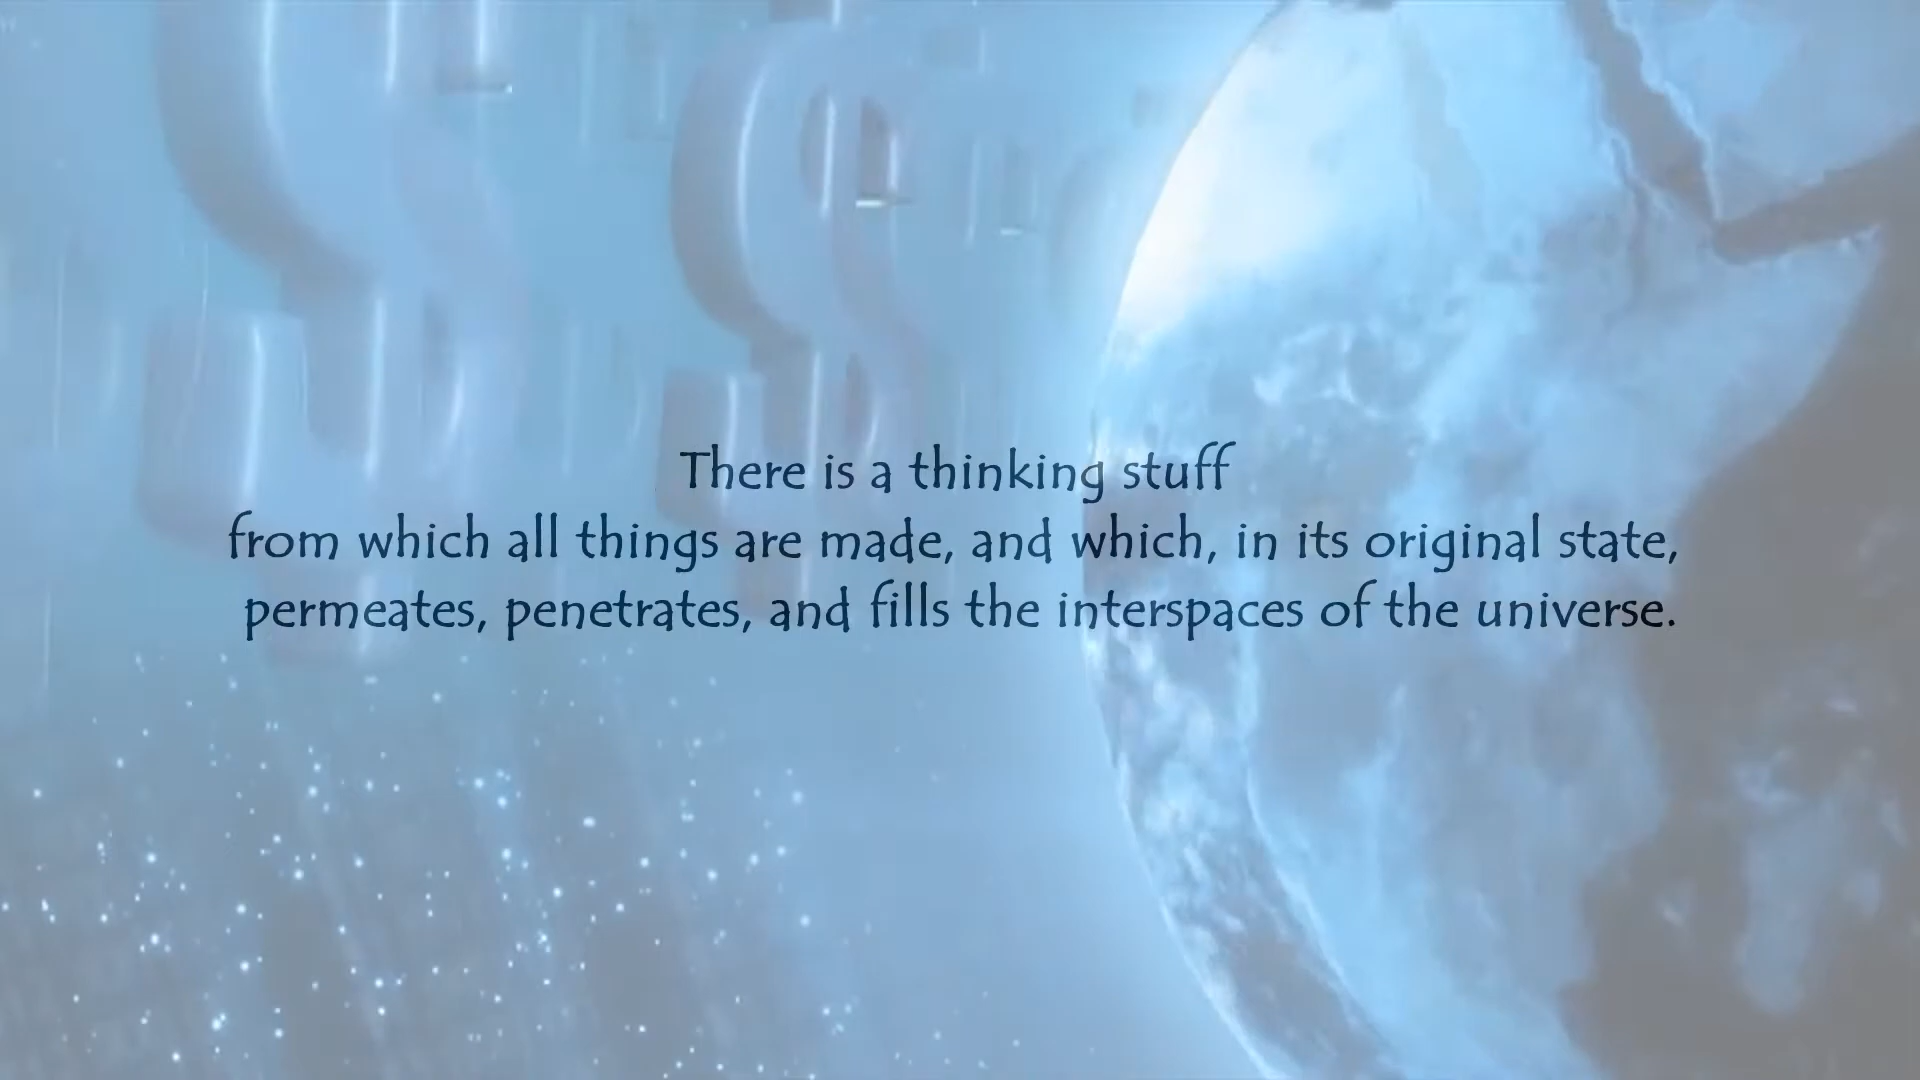 There is a thinking stuff
from which all things are made, and which, in its original state,
permeates, penetrates, and fills the interspaces of the universe.